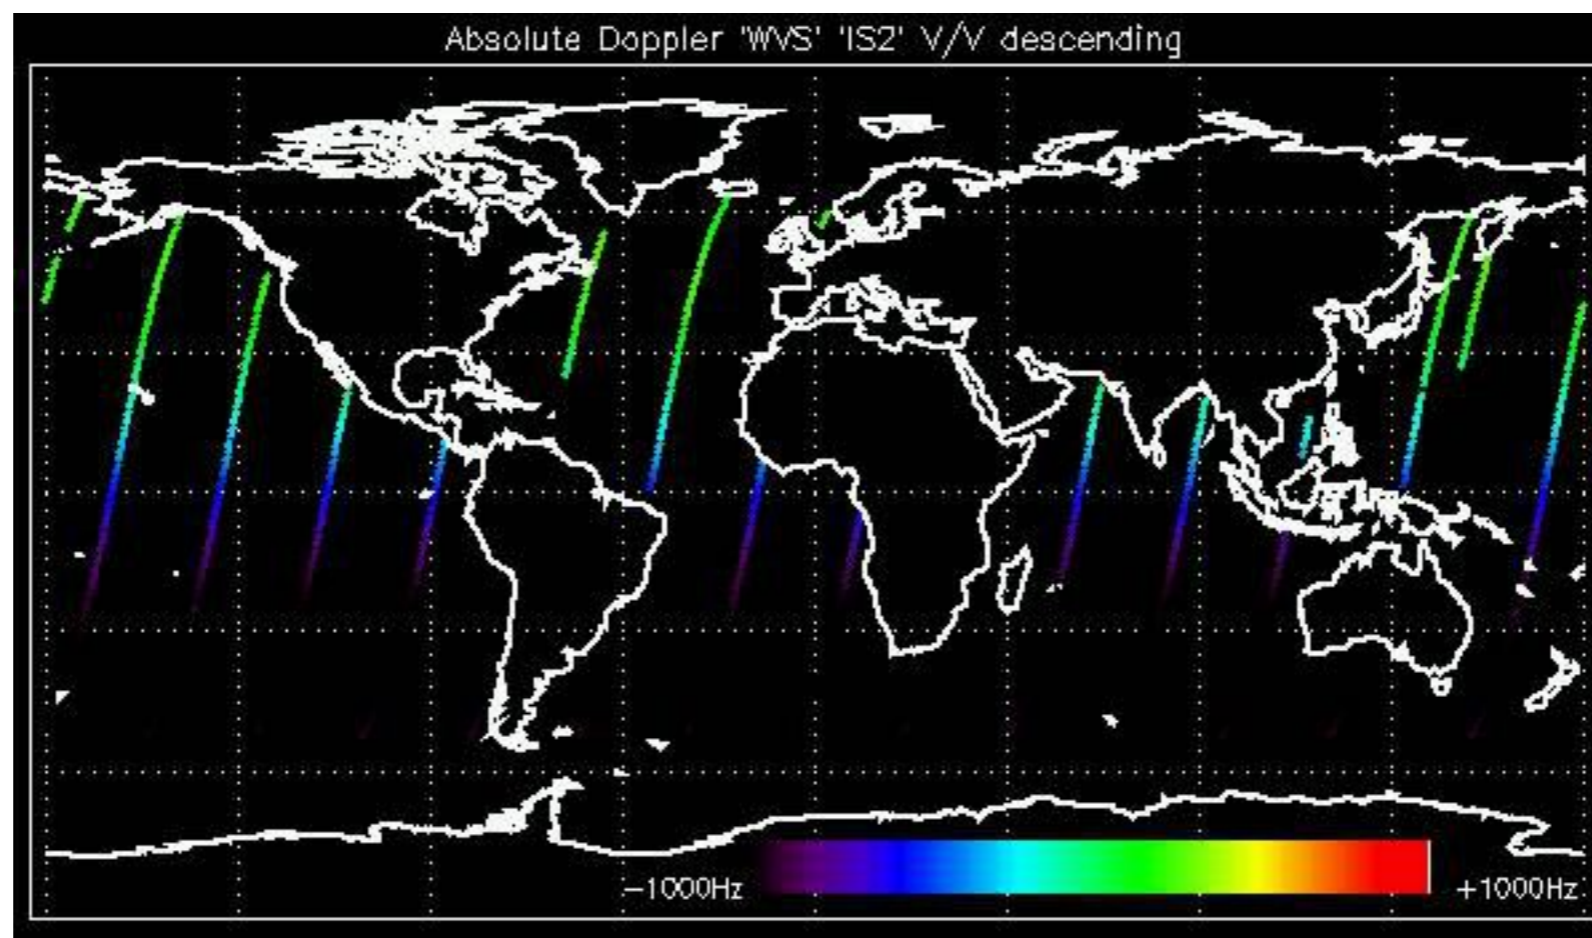 Absolute Doppler 'WVS' 'IS2' V/V descending
−1000Hz +1000Hz